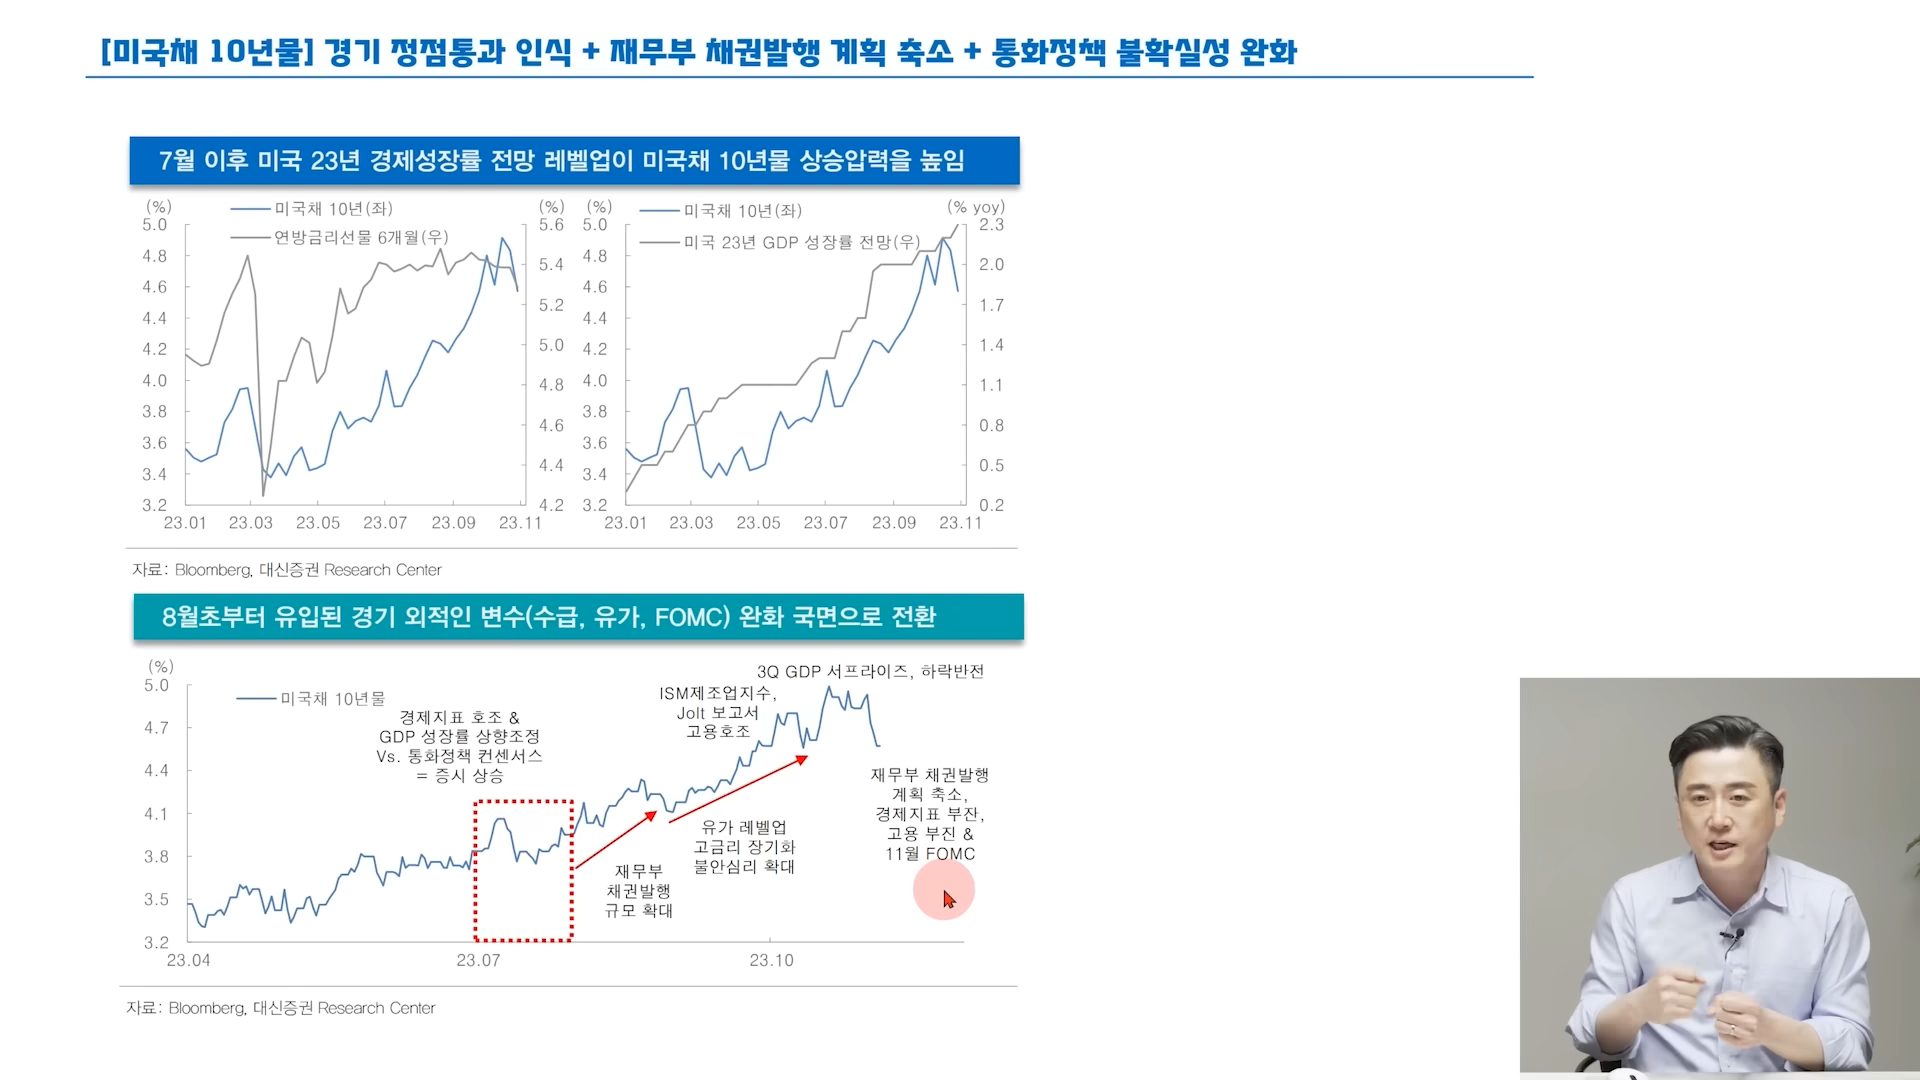 [미국채 10년물] 경기 정점통과 인식 + 재무부 채권발행 계획 축소 + 통화정책 불확실성 완화
7월 이후 미국 23년 경제성장률 전망 레벨업이 미국채 10년물 상승압력을 높임
(%)
미국채 10년(좌)
연방금리선물 6개월(우)
(%)
5.0
4.8
4.6
4.4
4.2
4.0
3.8
3.6
3.4
3.2
5.6
5.4
5.2
5.0
4.8
4.6
4.4
4.2
23.01 23.03 23.05 23.07 23.09 23.11
(%)
미국채 10년(좌)
미국 23년 GDP 성장률 전망(우)
(% yoy)
5.0
4.8
4.6
4.4
4.2
4.0
3.8
3.6
3.4
3.2
2.3
2.0
1.7
1.4
1.1
0.8
0.5
0.2
23.01 23.03 23.05 23.07 23.09 23.11
자료: Bloomberg, 대신증권 Research Center
8월초부터 유입된 경기 외적인 변수(수급, 유가, FOMC) 완화 국면으로 전환
(%)
5.0
4.7
4.4
4.1
3.8
3.5
3.2
미국채 10년물
경제지표 호조 &
GDP 성장률 상향조정
Vs. 통화정책 컨센서스
= 증시 상승
재무부
채권발행
규모 확대
ISM제조업지수,
Jolt 보고서
고용호조
유가 레벨업
고금리 장기화
불안심리 확대
3Q GDP 서프라이즈, 하락반전
재무부 채권발행
계획 축소,
경제지표 부잔,
고용 부진 &
11월 FOMC
23.04 23.07 23.10
자료: Bloomberg, 대신증권 Research Center